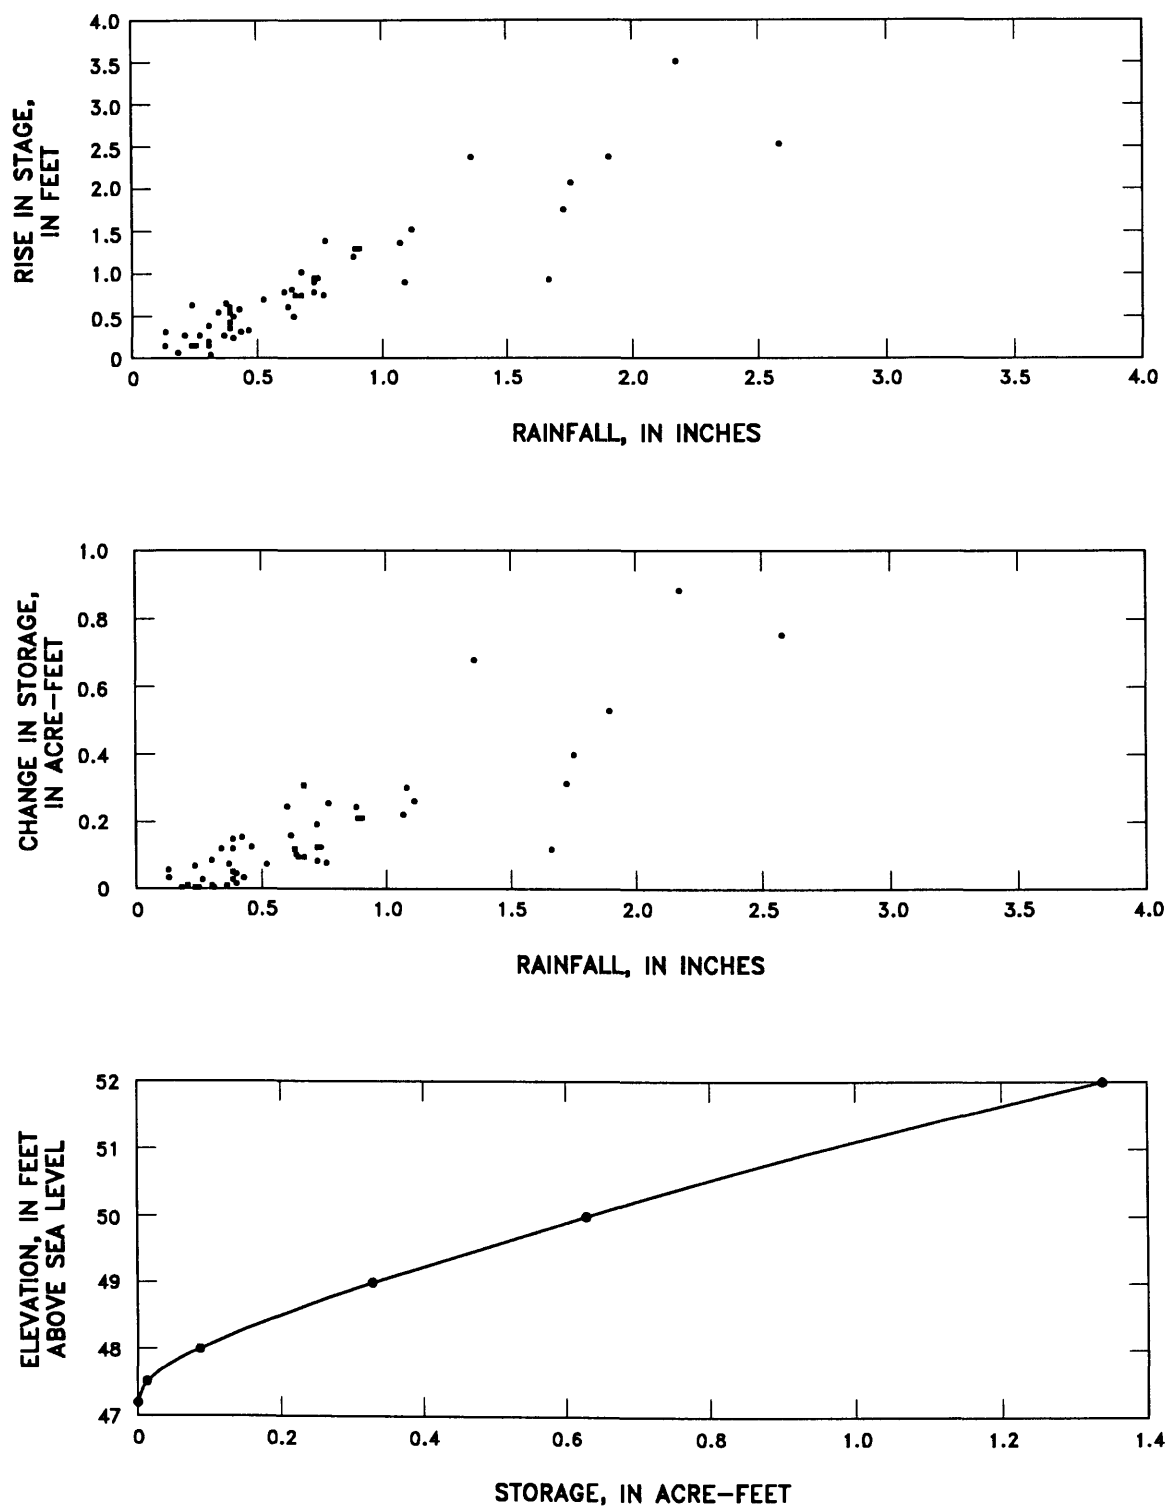 RISE IN STAGE,
IN FEET
4.0
3.5
3.0
2.5
2.0
1.5
1.0
0.5
0
0 0.5 1.0 1.5 2.0 2.5 3.0 3.5 4.0
RAINFALL, IN INCHES
CHANGE IN STORAGE,
IN ACRE-FEET
1.0
0.8
0.6
0.4
0.2
0
0 0.5 1.0 1.5 2.0 2.5 3.0 3.5 4.0
RAINFALL, IN INCHES
ELEVATION, IN FEET
ABOVE SEA LEVEL
52
51
50
49
48
47
0 0.2 0.4 0.6 0.8 1.0 1.2 1.4
STORAGE, IN ACRE-FEET